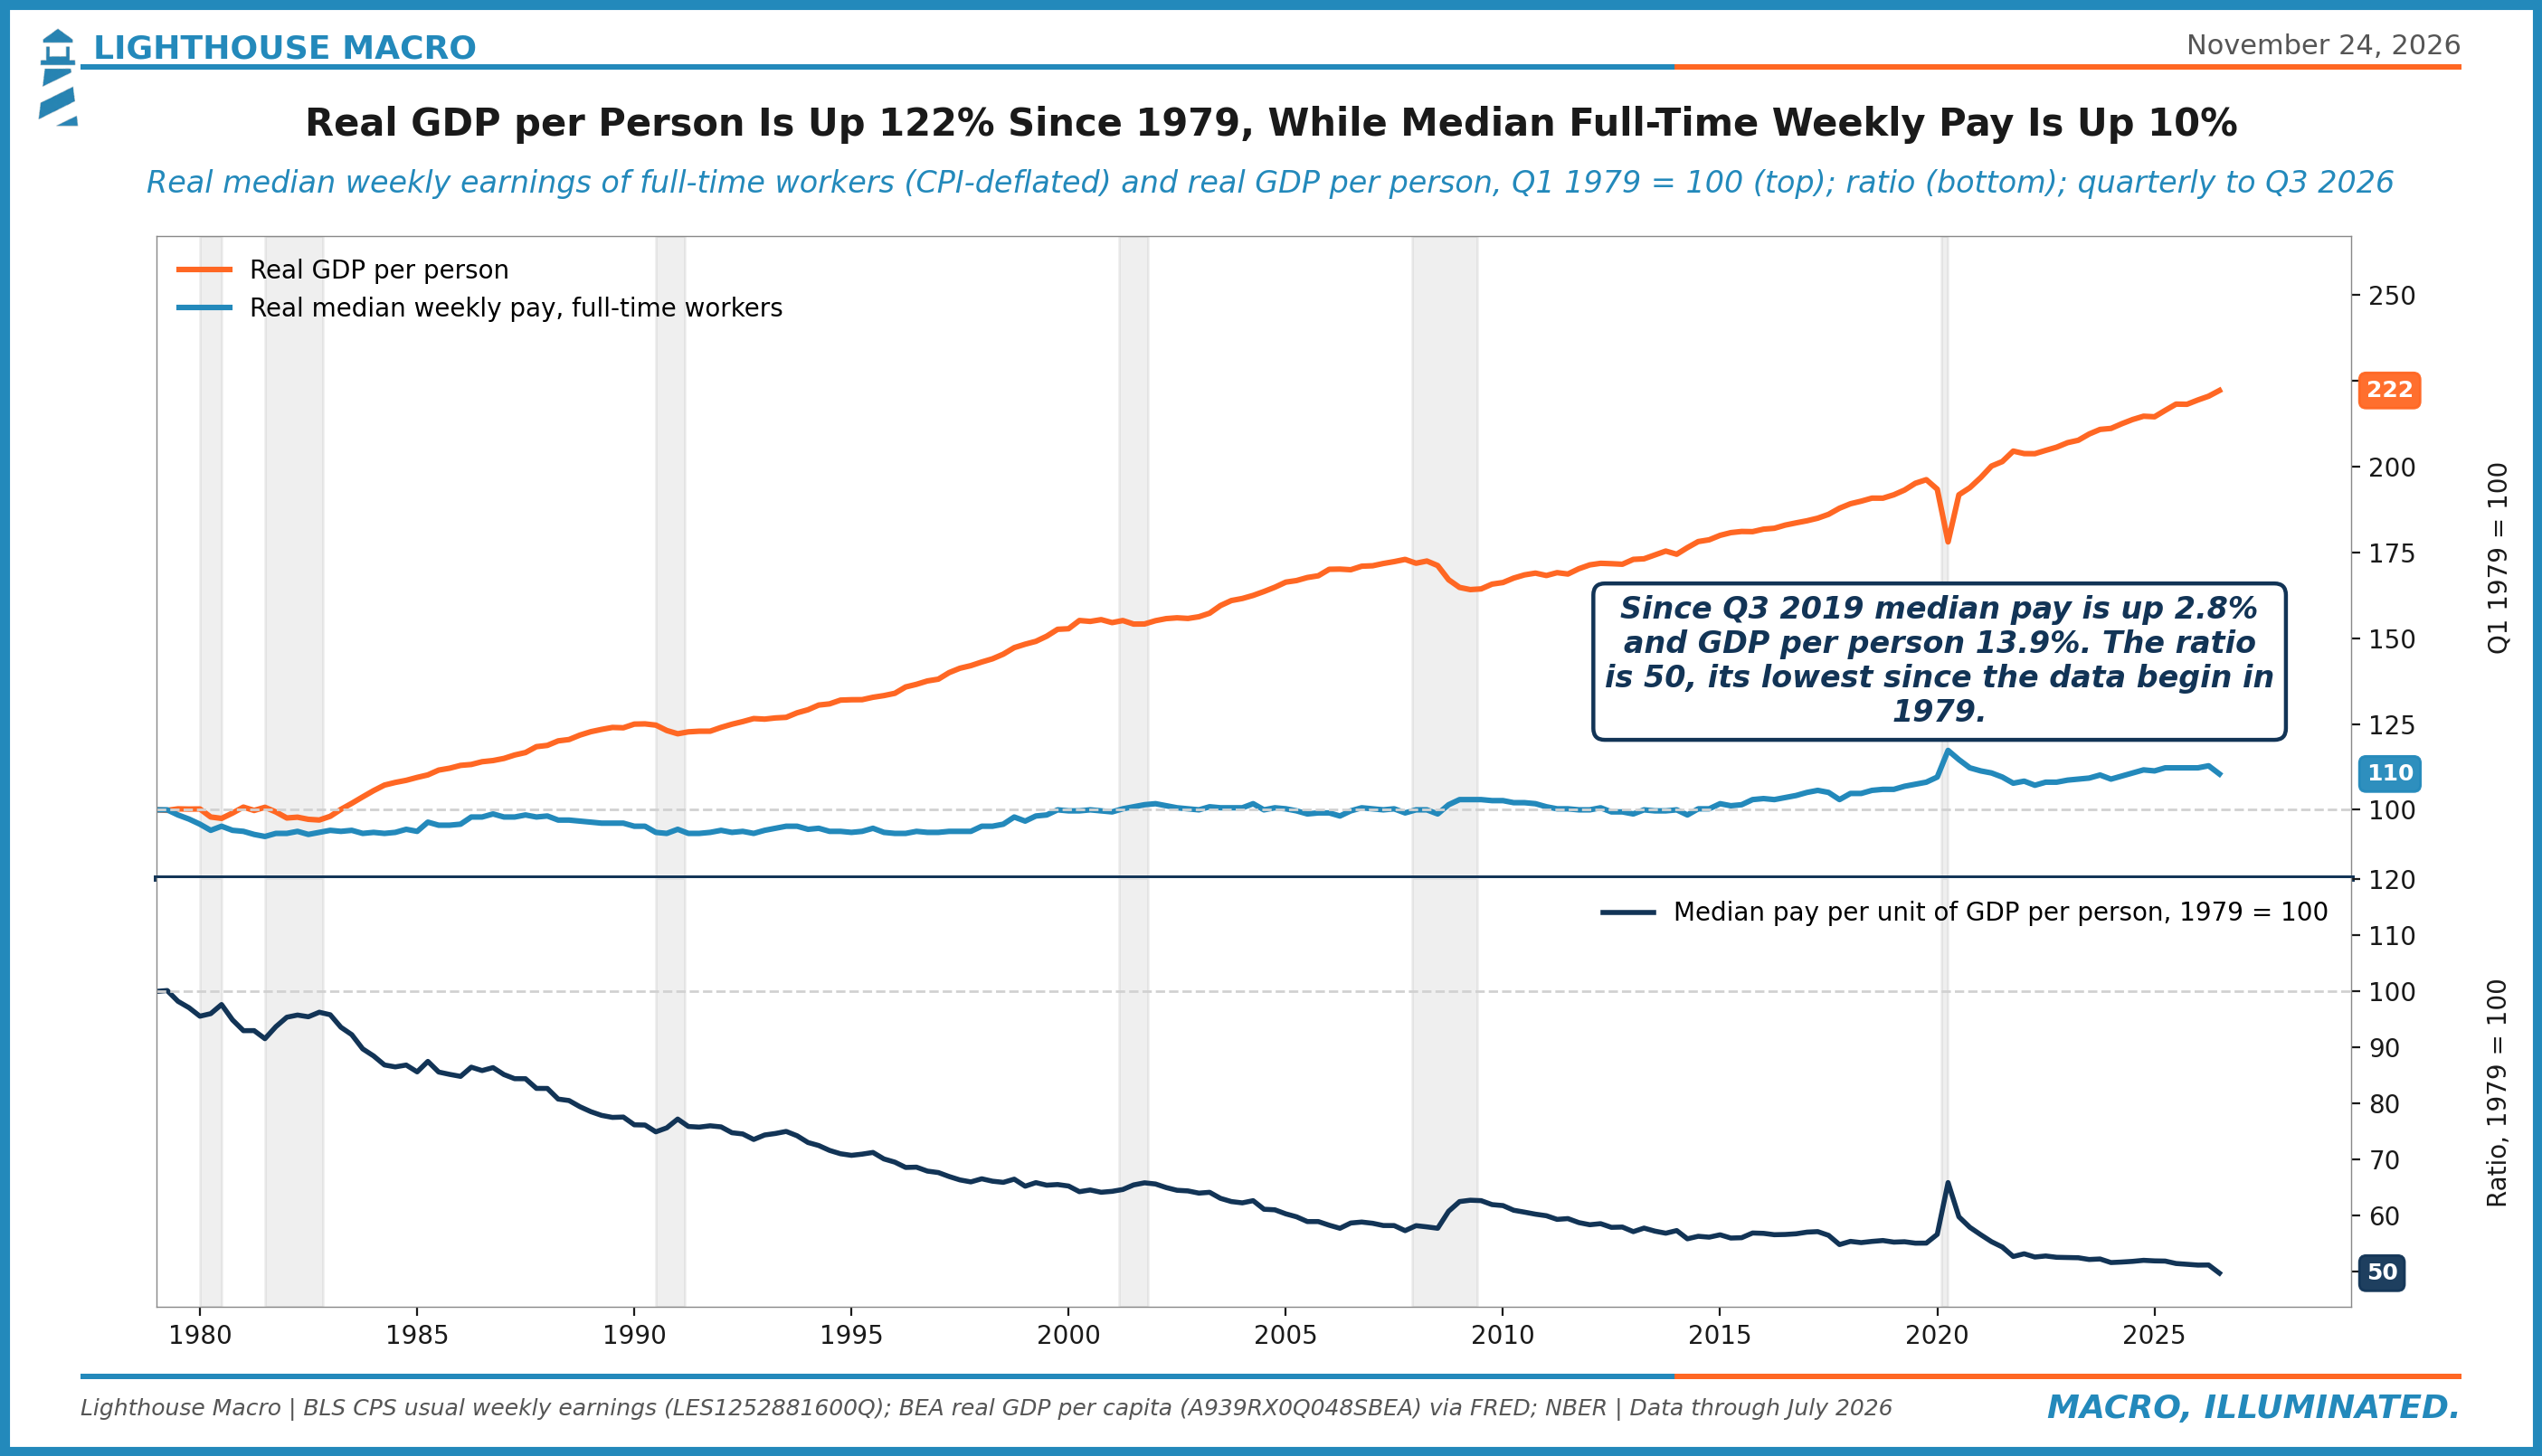 LIGHTHOUSE MACRO
November 24, 2026
Real GDP per Person Is Up 122% Since 1979, While Median Full-Time Weekly Pay Is Up 10%
Real median weekly earnings of full-time workers (CPI-deflated) and real GDP per person, Q1 1979 = 100 (top); ratio (bottom); quarterly to Q3 2026
Real GDP per person
Real median weekly pay, full-time workers
250
222
200
175
150
125
110
100
Q1 1979 = 100
Since Q3 2019 median pay is up 2.8%
and GDP per person 13.9%. The ratio
is 50, its lowest since the data begin in
1979.
Median pay per unit of GDP per person, 1979 = 100
120
110
100
90
80
70
60
50
Ratio, 1979 = 100
1980
1985
1990
1995
2000
2005
2010
2015
2020
2025
Lighthouse Macro | BLS CPS usual weekly earnings (LES1252881600Q); BEA real GDP per capita (A939RX0Q048SBEA) via FRED; NBER | Data through July 2026
MACRO, ILLUMINATED.